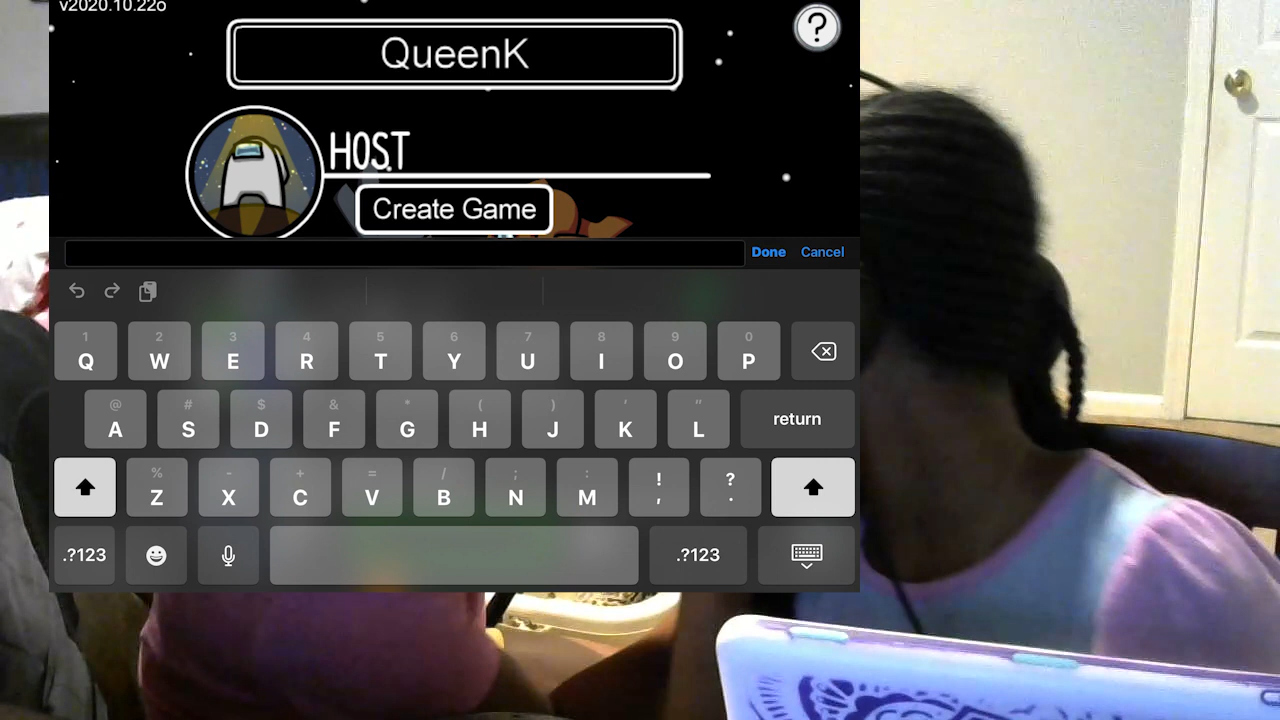 v2020.10.22o
?
QueenK
HOST
Create Game
Done Cancel
1 2 3 4 5 6 7 8 9 0
Q W E R T Y U I O P
@ # $ & * ( ) ' "
A S D F G H J K L return
% - + = / ; : ! ?
Z X C V B N M , .
.?123 .?123